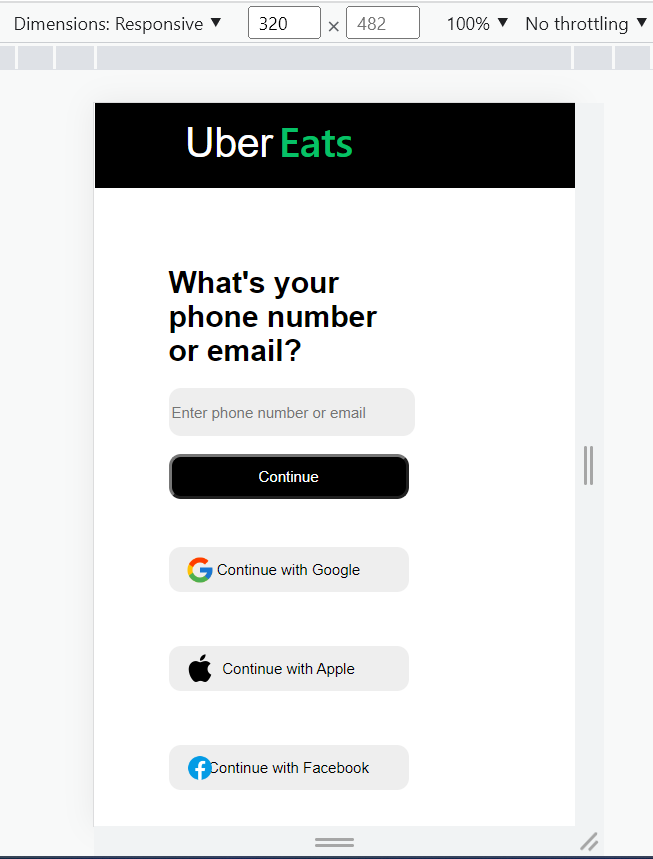 Dimensions: Responsive ▼ 320 × 482 100% ▼ No throttling ▼
Uber Eats
What's your
phone number
or email?
Enter phone number or email
Continue
Continue with Google
Continue with Apple
Continue with Facebook